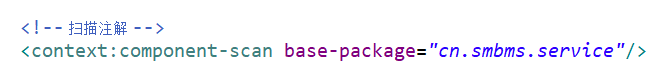 <!-- 扫描注解 -->
<context:component-scan base-package="cn.smbms.service"/>